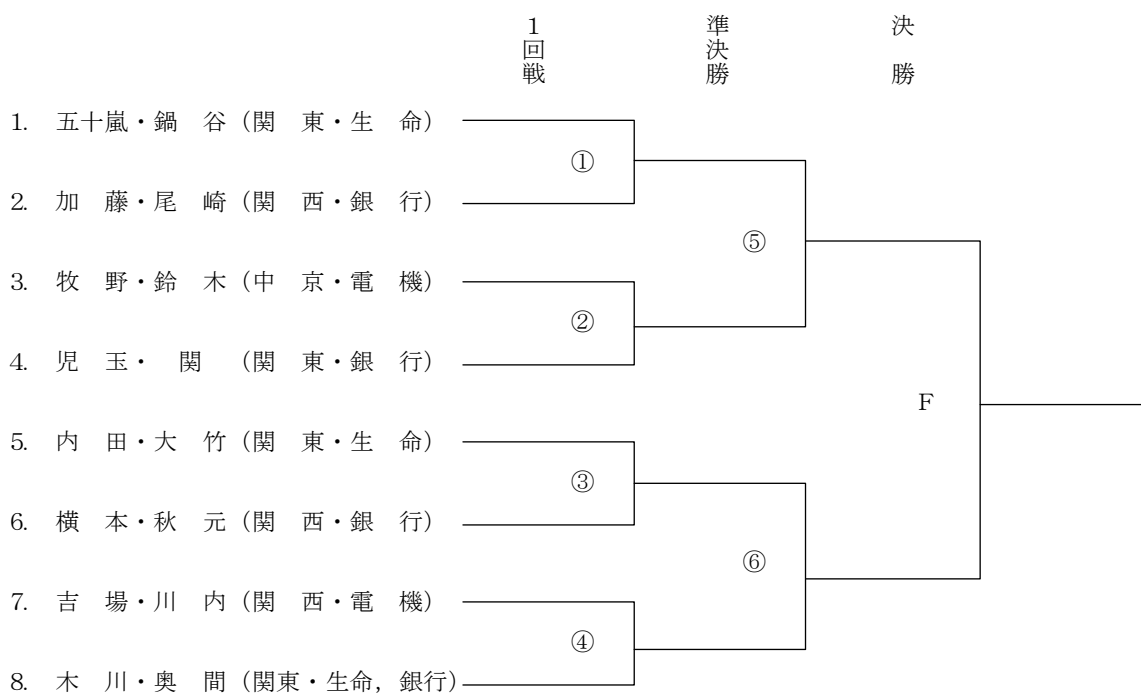 1回戦
準決勝
決　勝
1.　五十嵐・鍋　谷（関　東・生　命）
①
2.　加　藤・尾　崎（関　西・銀　行）
⑤
3.　牧　野・鈴　木（中　京・電　機）
②
4.　児　玉・　関　（関　東・銀　行）
F
5.　内　田・大　竹（関　東・生　命）
③
6.　横　本・秋　元（関　西・銀　行）
⑥
7.　吉　場・川　内（関　西・電　機）
④
8.　木　川・奥　間（関東・生命，銀行）